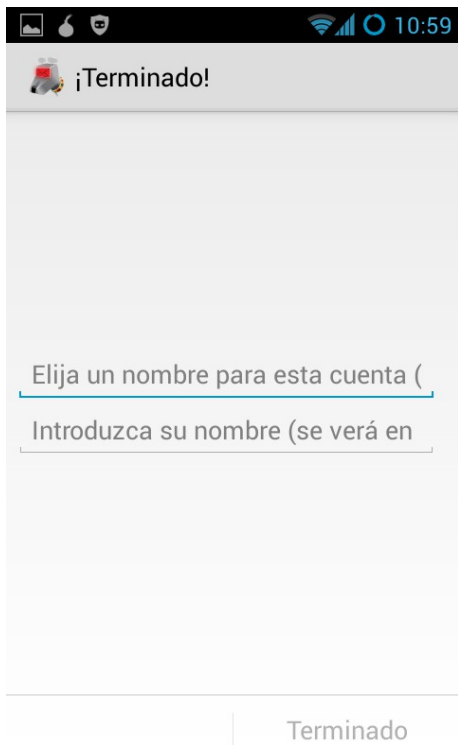 10:59
¡Terminado!
Elija un nombre para esta cuenta (
Introduzca su nombre (se verá en
Terminado